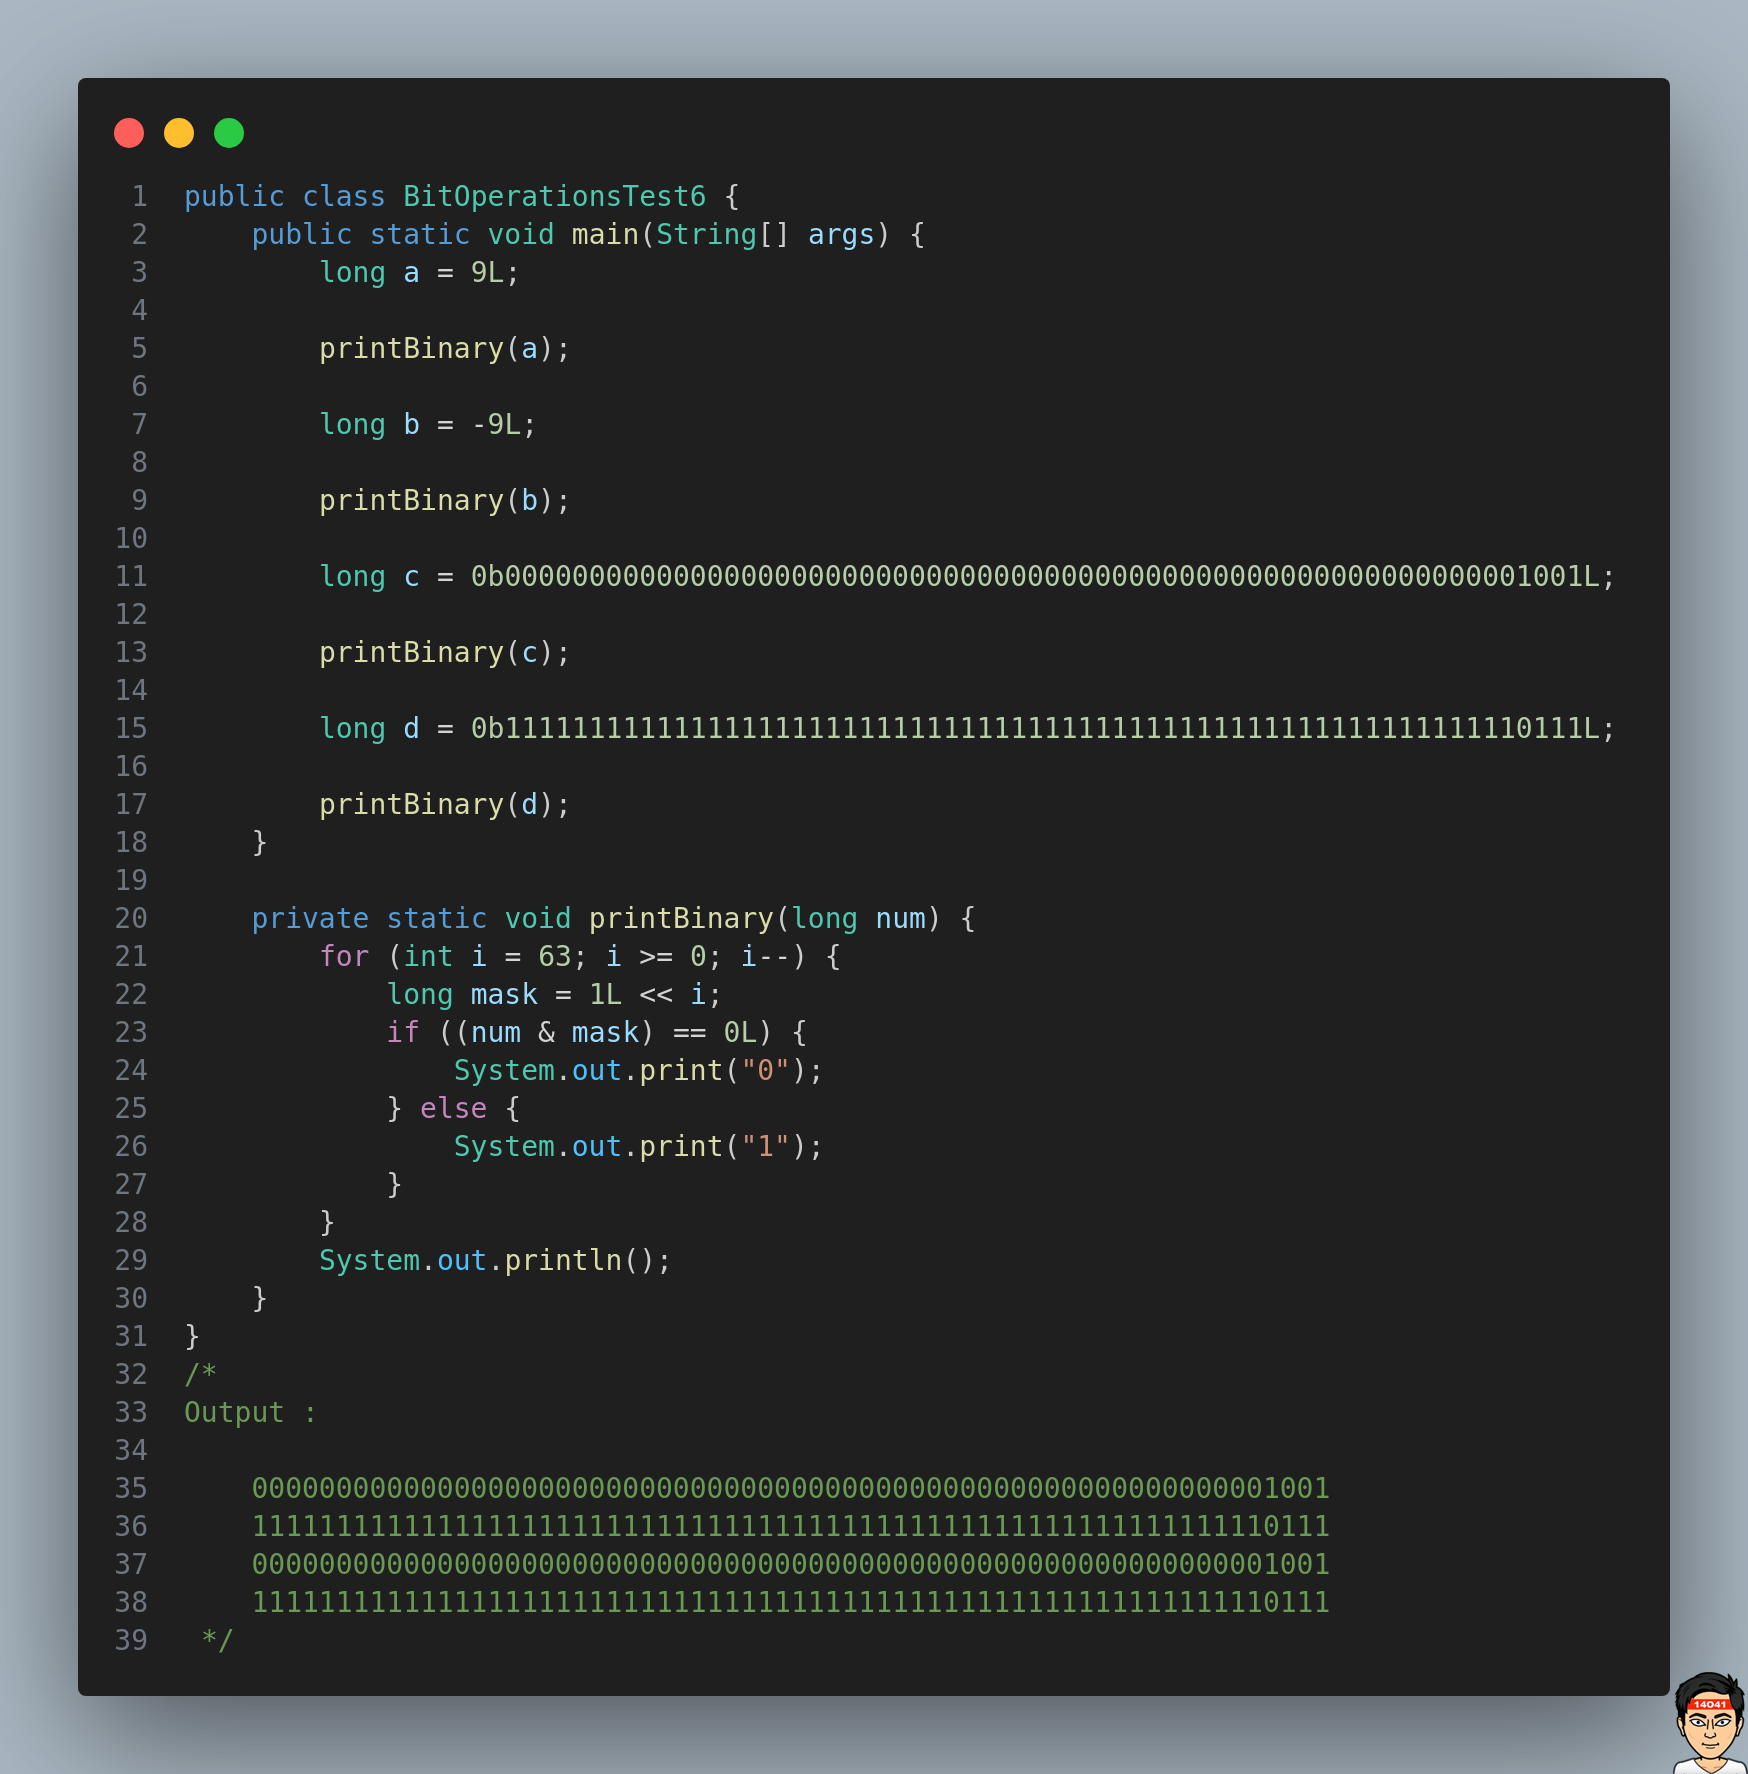 1 public class BitOperationsTest6 {
2     public static void main(String[] args) {
3         long a = 9L;
4
5         printBinary(a);
6
7         long b = -9L;
8
9         printBinary(b);
10
11         long c = 0b0000000000000000000000000000000000000000000000000000000000001001L;
12
13         printBinary(c);
14
15         long d = 0b1111111111111111111111111111111111111111111111111111111111110111L;
16
17         printBinary(d);
18     }
19
20     private static void printBinary(long num) {
21         for (int i = 63; i >= 0; i--) {
22             long mask = 1L << i;
23             if ((num & mask) == 0L) {
24                 System.out.print("0");
25             } else {
26                 System.out.print("1");
27             }
28         }
29         System.out.println();
30     }
31 }
32 /*
33 Output :
34
35     0000000000000000000000000000000000000000000000000000000000001001
36     1111111111111111111111111111111111111111111111111111111111110111
37     0000000000000000000000000000000000000000000000000000000000001001
38     1111111111111111111111111111111111111111111111111111111111110111
39  */
14041